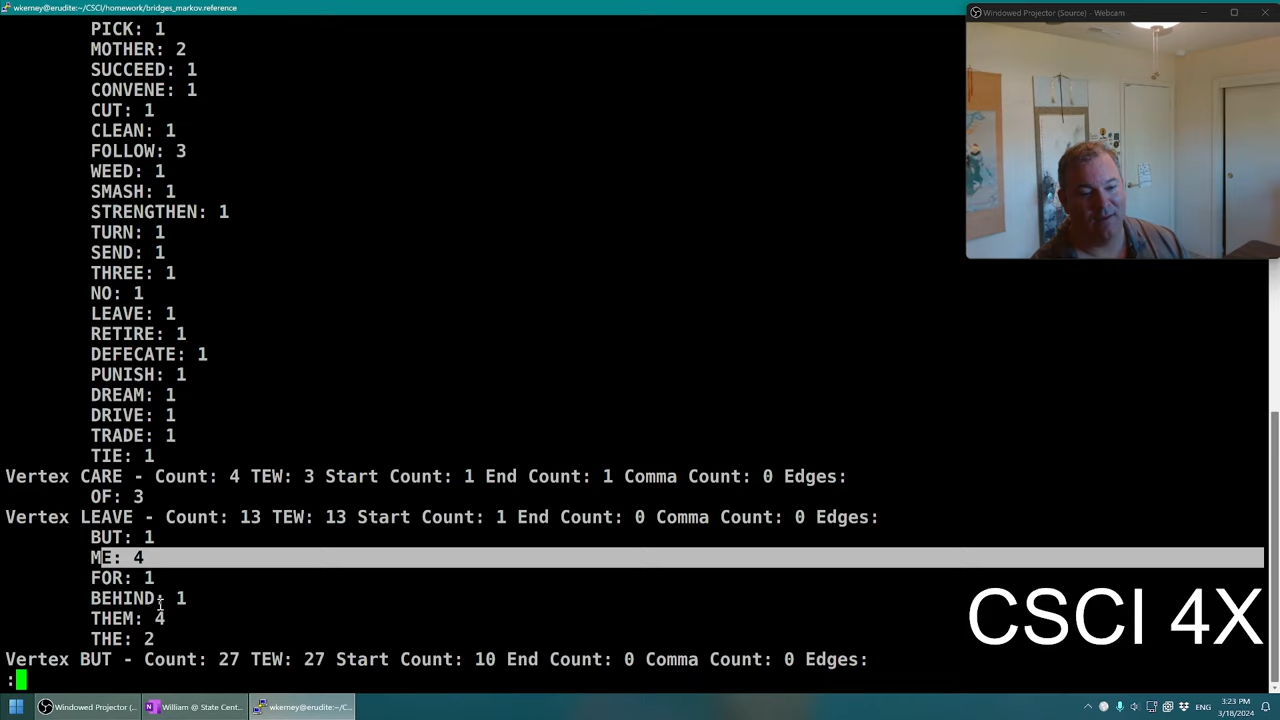 wkerney@erudite:~/CSCI/homework/bridges_markov.reference
Windowed Projector (Source) - Webcam
PICK: 1
MOTHER: 2
SUCCEED: 1
CONVENE: 1
CUT: 1
CLEAN: 1
FOLLOW: 3
WEED: 1
SMASH: 1
STRENGTHEN: 1
TURN: 1
SEND: 1
THREE: 1
NO: 1
LEAVE: 1
RETIRE: 1
DEFECATE: 1
PUNISH: 1
DREAM: 1
DRIVE: 1
TRADE: 1
TIE: 1
Vertex CARE - Count: 4 TEW: 3 Start Count: 1 End Count: 1 Comma Count: 0 Edges:
OF: 3
Vertex LEAVE - Count: 13 TEW: 13 Start Count: 1 End Count: 0 Comma Count: 0 Edges:
BUT: 1
ME: 4
FOR: 1
BEHIND: 1
THEM: 4
THE: 2
Vertex BUT - Count: 27 TEW: 27 Start Count: 10 End Count: 0 Comma Count: 0 Edges:
:
CSCI 4X
Windowed Projector (...
William @ State Cent...
wkerney@erudite:~/C...
ENG
3:23 PM
3/18/2024